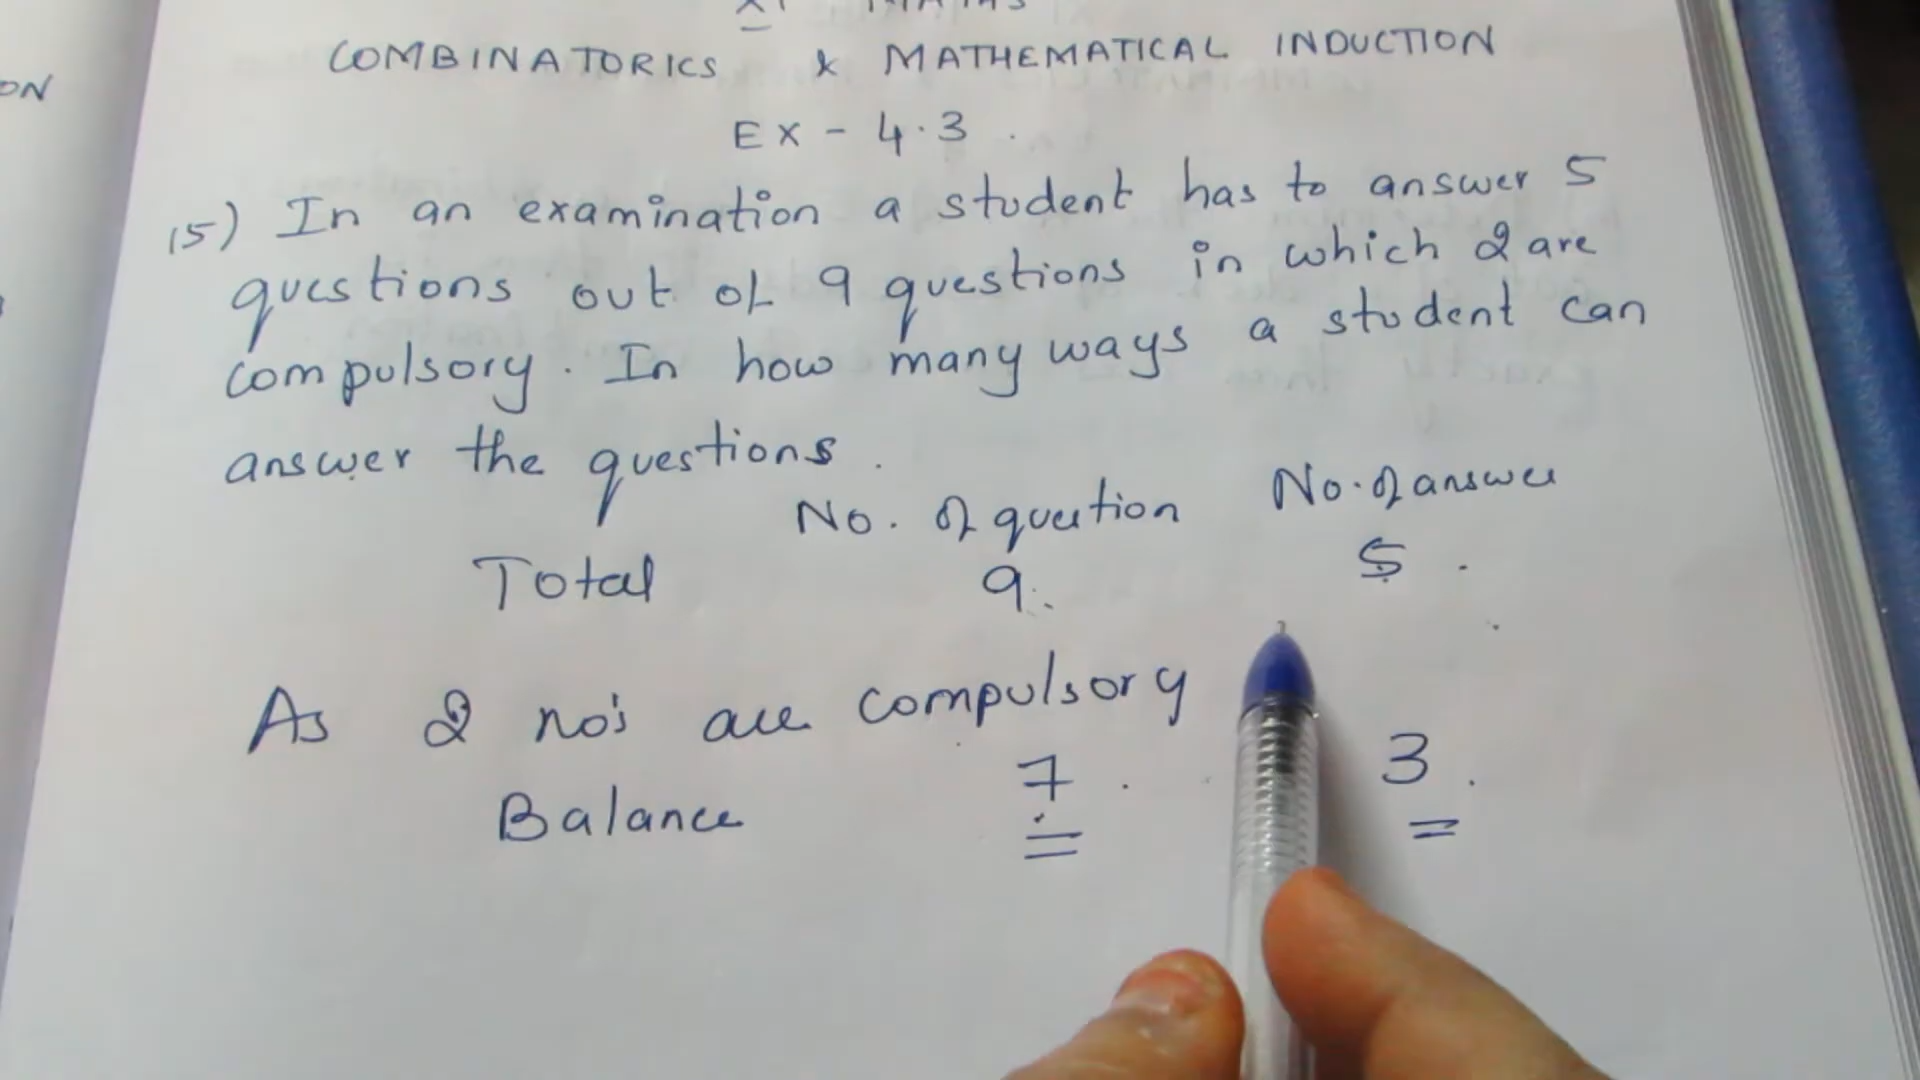 ON
COMBINATORICS & MATHEMATICAL INDUCTION
EX - 4.3
15) In an examination a student has to answer 5
questions out of 9 questions in which 2 are
compulsory. In how many ways a student can
answer the questions.
No. of question No. of answer
Total 9 5
As 2 no's are compulsory
Balance 7 3